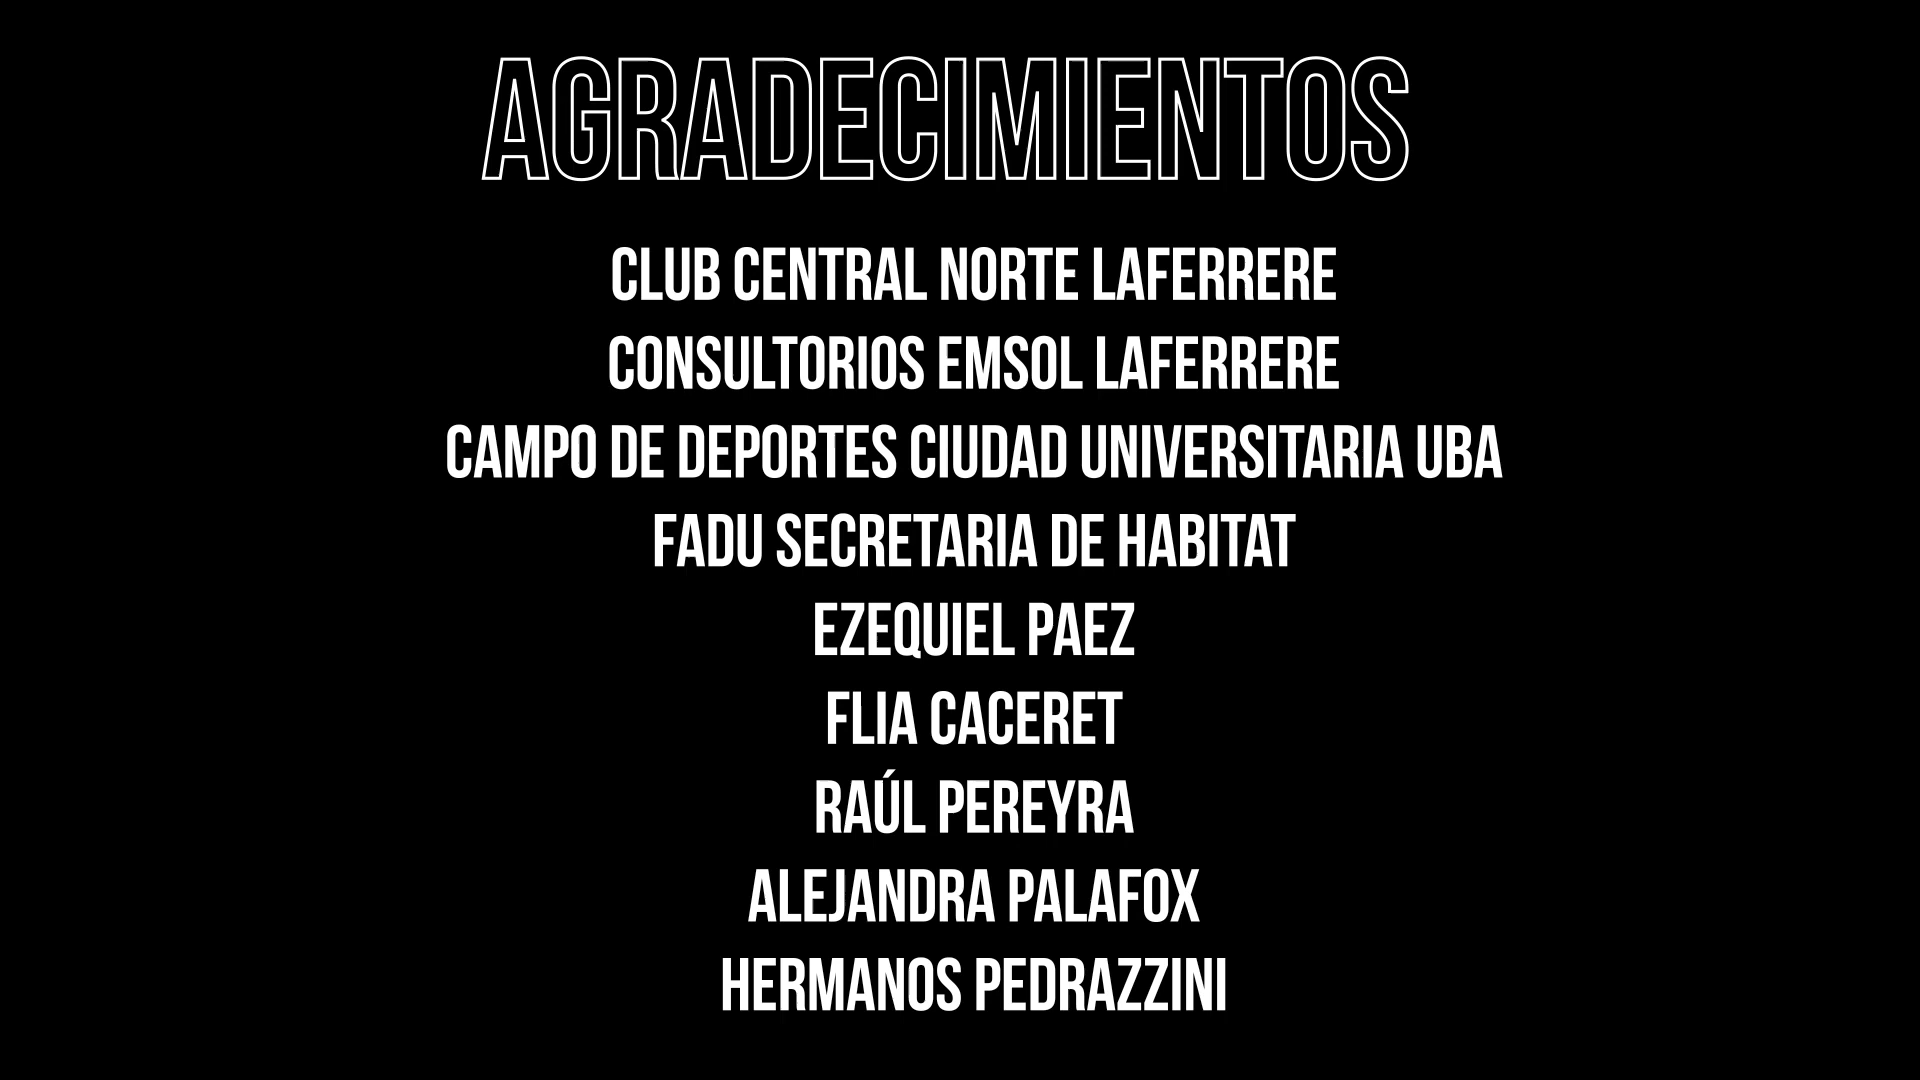 AGRADECIMIENTOS
CLUB CENTRAL NORTE LAFERRERE
CONSULTORIOS EMSOL LAFERRERE
CAMPO DE DEPORTES CIUDAD UNIVERSITARIA UBA
FADU SECRETARIA DE HABITAT
EZEQUIEL PAEZ
FLIA CACERET
RAÚL PEREYRA
ALEJANDRA PALAFOX
HERMANOS PEDRAZZINI